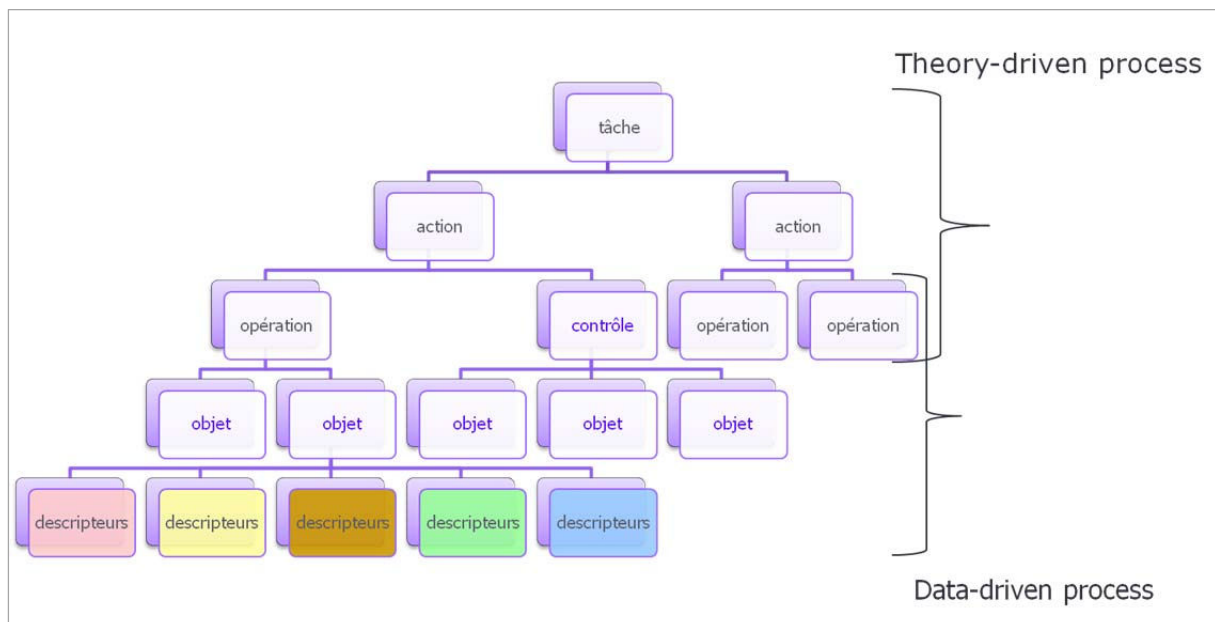 Theory-driven process
tâche
action
action
opération
contrôle
opération
opération
objet
objet
objet
objet
objet
descripteurs
descripteurs
descripteurs
descripteurs
descripteurs
Data-driven process